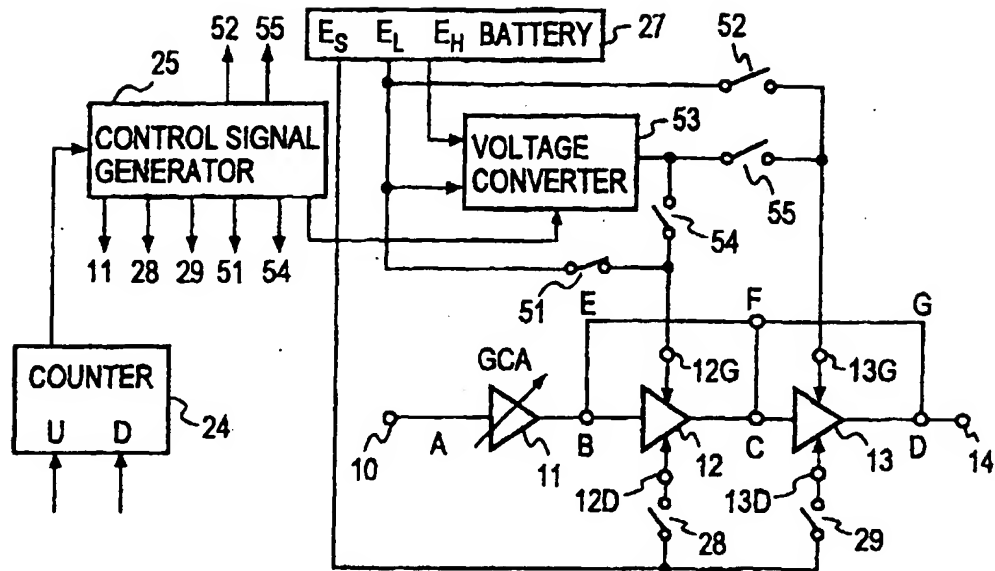 52 55
E_S E_L E_H BATTERY
27
52
25
CONTROL SIGNAL
GENERATOR
53
VOLTAGE
CONVERTER
55
54
11 28 29 51 54
51
E F G
COUNTER
U D
24
GCA
12G 13G
10 A 11 B 12 C 13 D 14
12D 13D
28 29